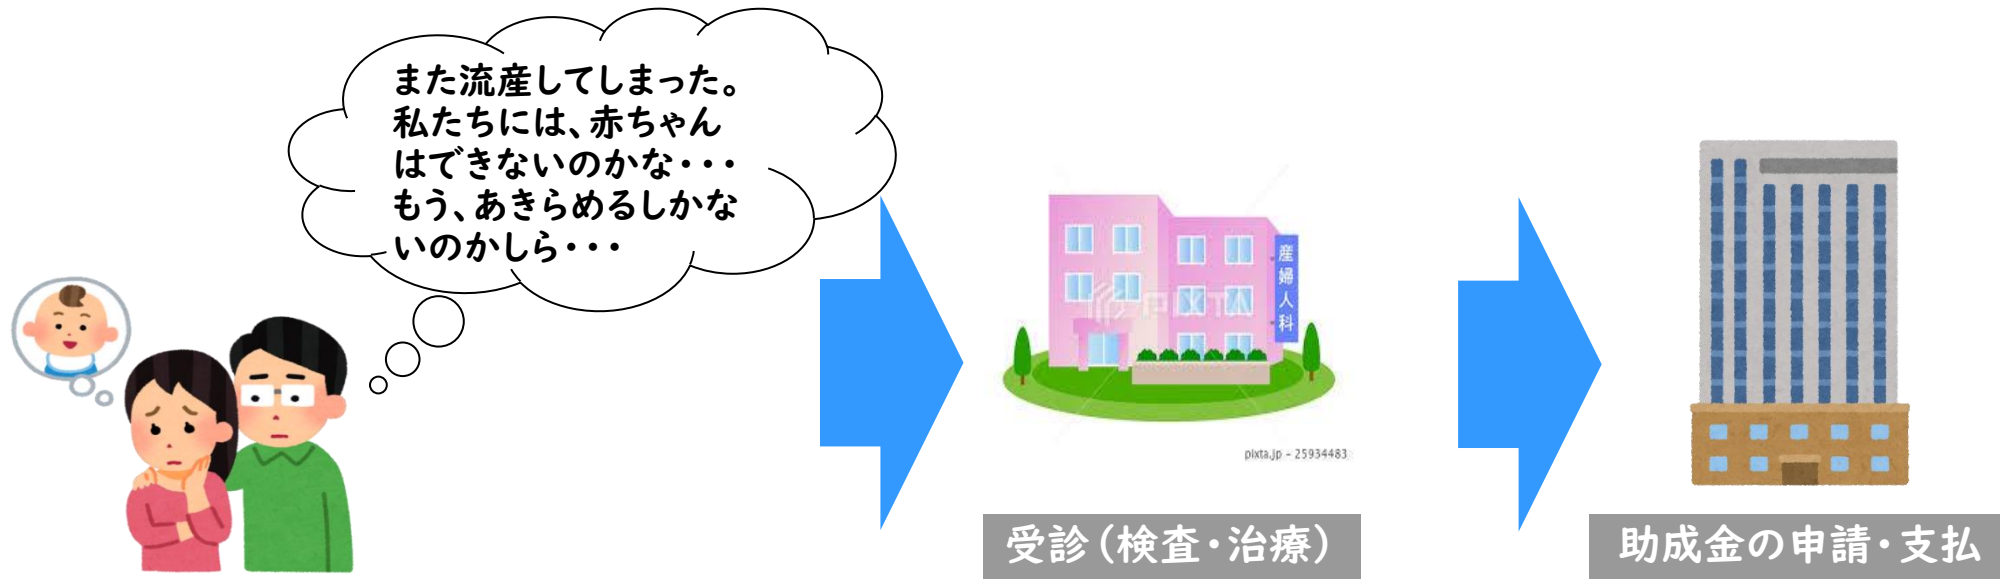 また流産してしまった。
私たちには、赤ちゃん
はできないのかな・・・
もう、あきらめるしかな
いのかしら・・・
産婦人科
PIXTA
pixta.jp - 25934483
受診(検査・治療)
助成金の申請・支払